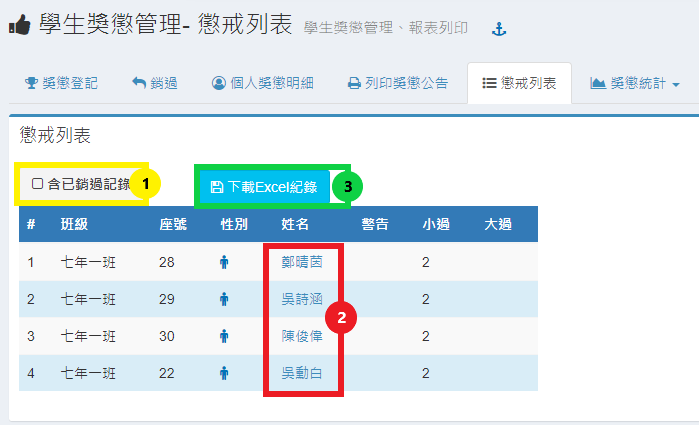 學生獎懲管理- 懲戒列表 學生獎懲管理、報表列印
獎懲登記 銷過 個人獎懲明細 列印獎懲公告 懲戒列表 獎懲統計
懲戒列表
含已銷過記錄 1 下載Excel紀錄 3
# 班級 座號 性別 姓名 警告 小過 大過
1 七年一班 28 鄭晴茵 2
2 七年一班 29 吳詩涵 2
2
3 七年一班 30 陳俊偉 2
4 七年一班 22 吳勳白 2